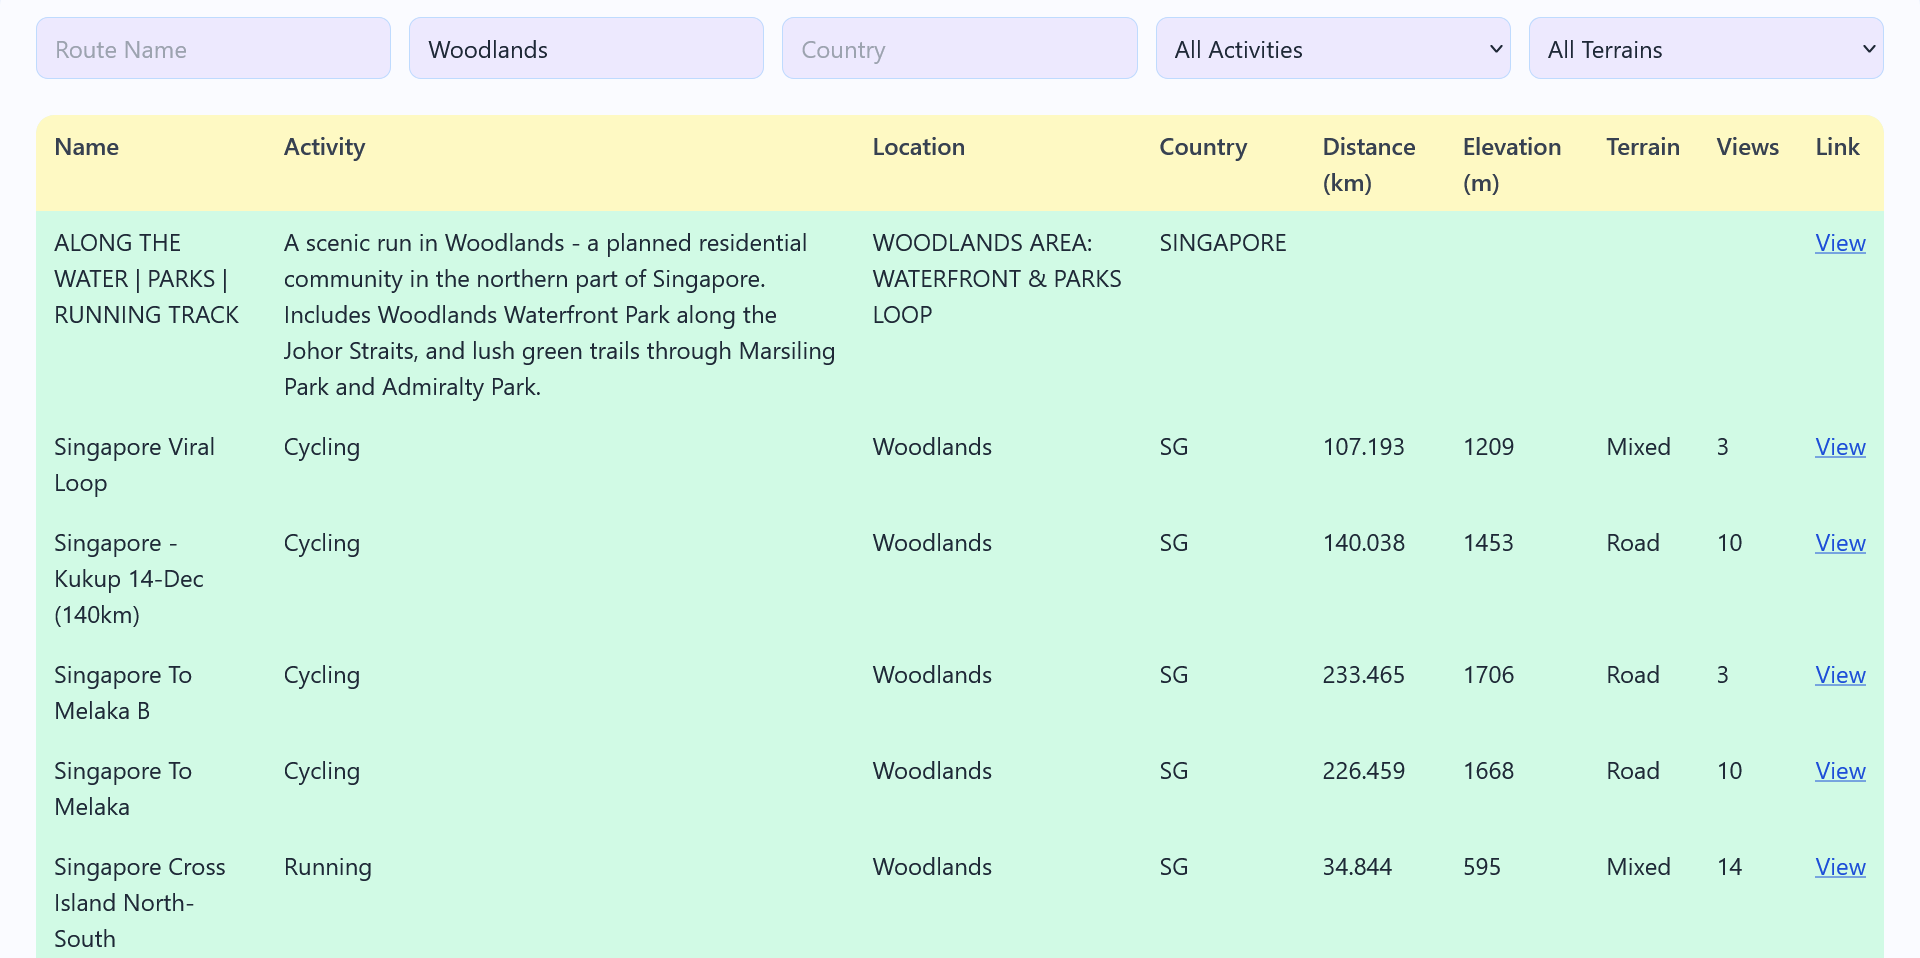 Route Name
Woodlands
Country
All Activities
All Terrains
Name Activity Location Country Distance (km) Elevation (m) Terrain Views Link
ALONG THE
WATER | PARKS |
RUNNING TRACK
A scenic run in Woodlands - a planned residential
community in the northern part of Singapore.
Includes Woodlands Waterfront Park along the
Johor Straits, and lush green trails through Marsiling
Park and Admiralty Park.
WOODLANDS AREA:
WATERFRONT & PARKS
LOOP
SINGAPORE
View
Singapore Viral
Loop
Cycling
Woodlands
SG
107.193
1209
Mixed
3
View
Singapore -
Kukup 14-Dec
(140km)
Cycling
Woodlands
SG
140.038
1453
Road
10
View
Singapore To
Melaka B
Cycling
Woodlands
SG
233.465
1706
Road
3
View
Singapore To
Melaka
Cycling
Woodlands
SG
226.459
1668
Road
10
View
Singapore Cross
Island North-
South
Running
Woodlands
SG
34.844
595
Mixed
14
View